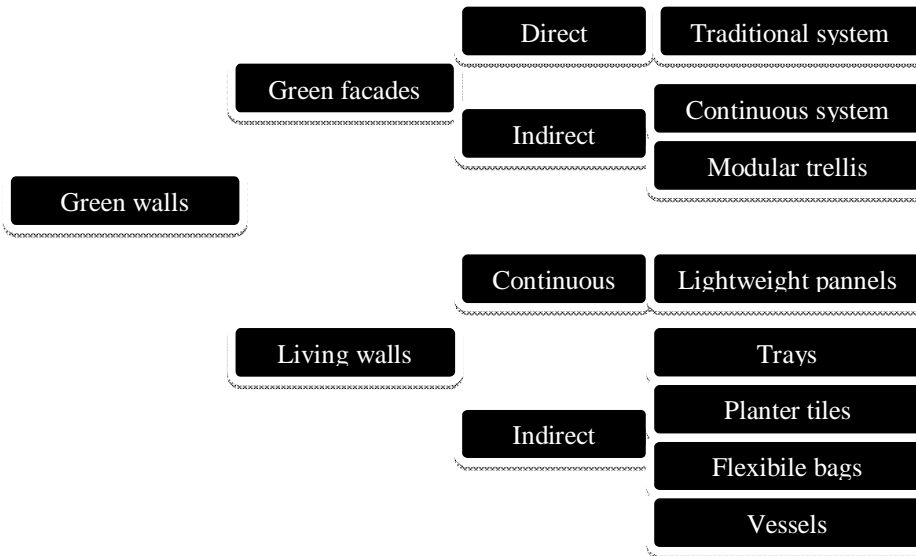 Direct
Traditional system
Green facades
Continuous system
Indirect
Modular trellis
Green walls
Continuous
Lightweight pannels
Living walls
Trays
Planter tiles
Indirect
Flexibile bags
Vessels